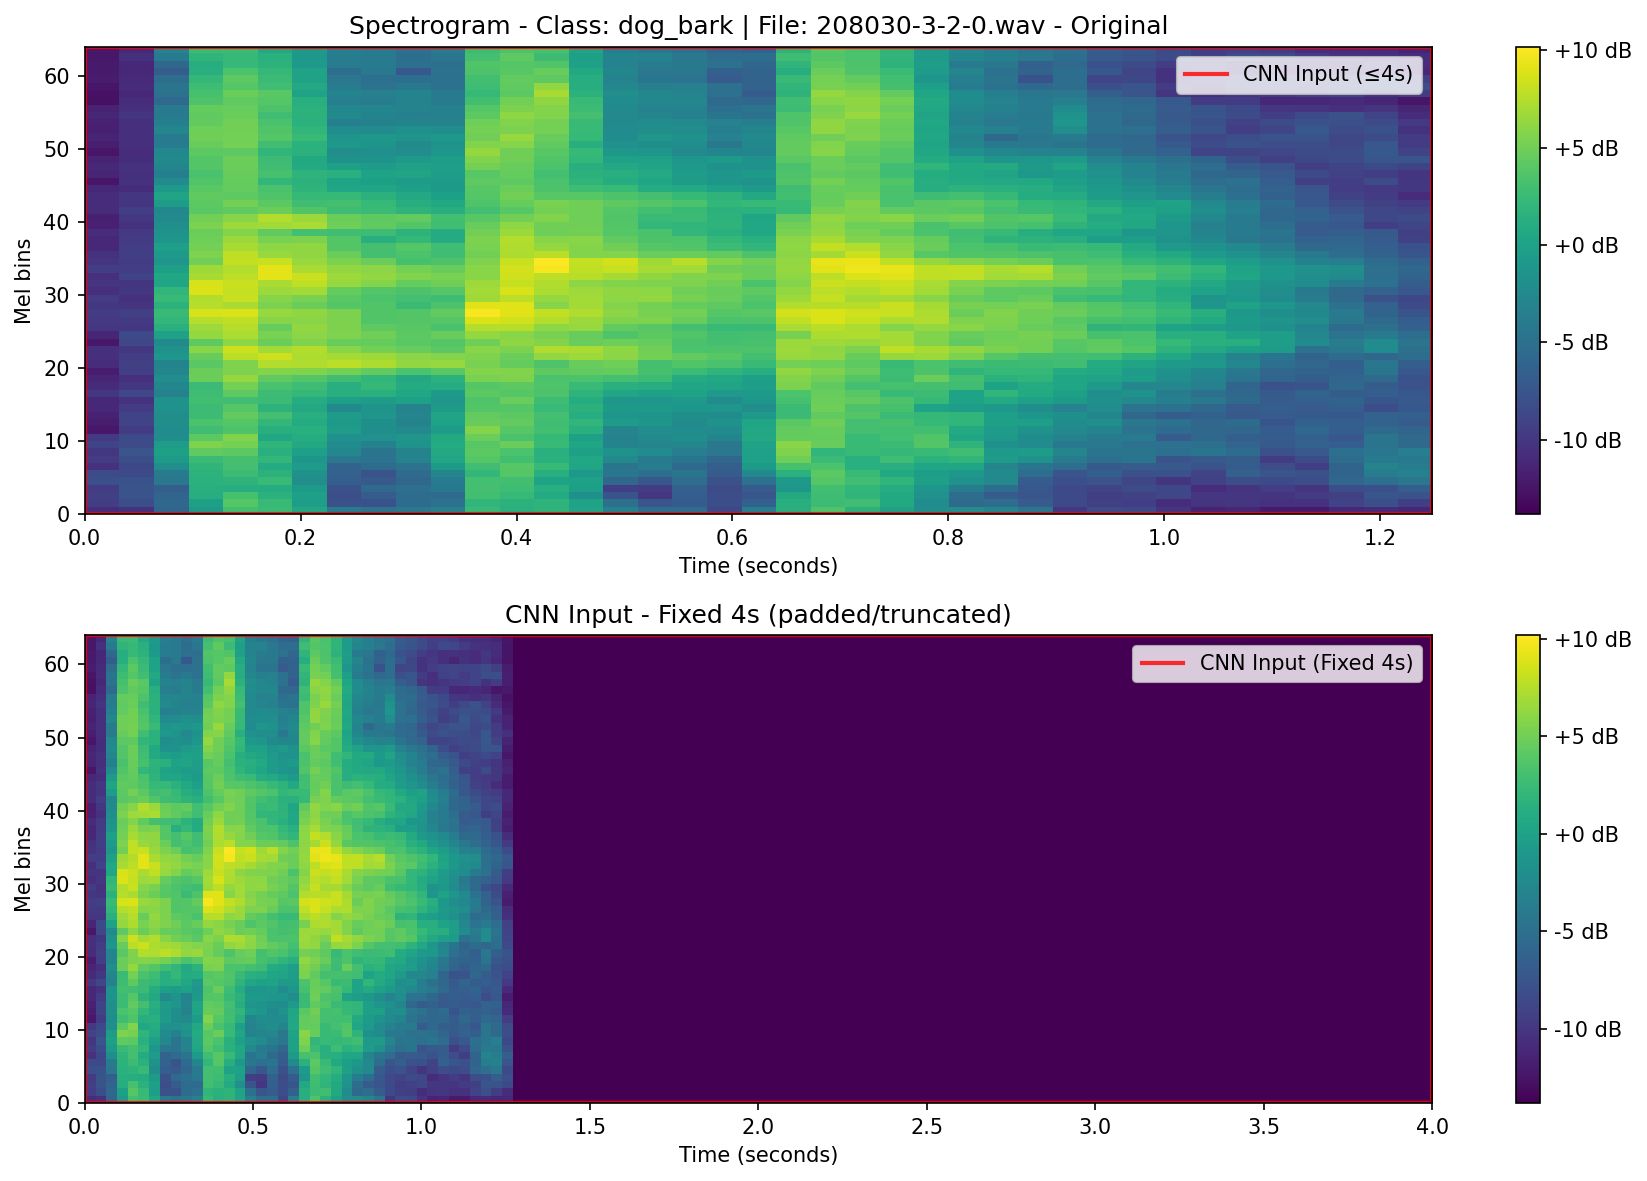 Spectrogram - Class: dog_bark | File: 208030-3-2-0.wav - Original
CNN Input (≤4s)
Mel bins
60
50
40
30
20
10
0
0.0 0.2 0.4 0.6 0.8 1.0 1.2
Time (seconds)
+10 dB
+5 dB
+0 dB
-5 dB
-10 dB
CNN Input - Fixed 4s (padded/truncated)
CNN Input (Fixed 4s)
Mel bins
60
50
40
30
20
10
0
0.0 0.5 1.0 1.5 2.0 2.5 3.0 3.5 4.0
Time (seconds)
+10 dB
+5 dB
+0 dB
-5 dB
-10 dB